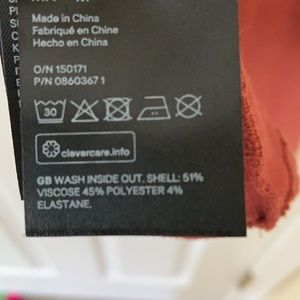 Made in China
Fabriqué en Chine
Hecho en China
O/N 150171
P/N 08603671
30
clevercare.info
GB WASH INSIDE OUT. SHELL: 51%
VISCOSE 45% POLYESTER 4%
ELASTANE.